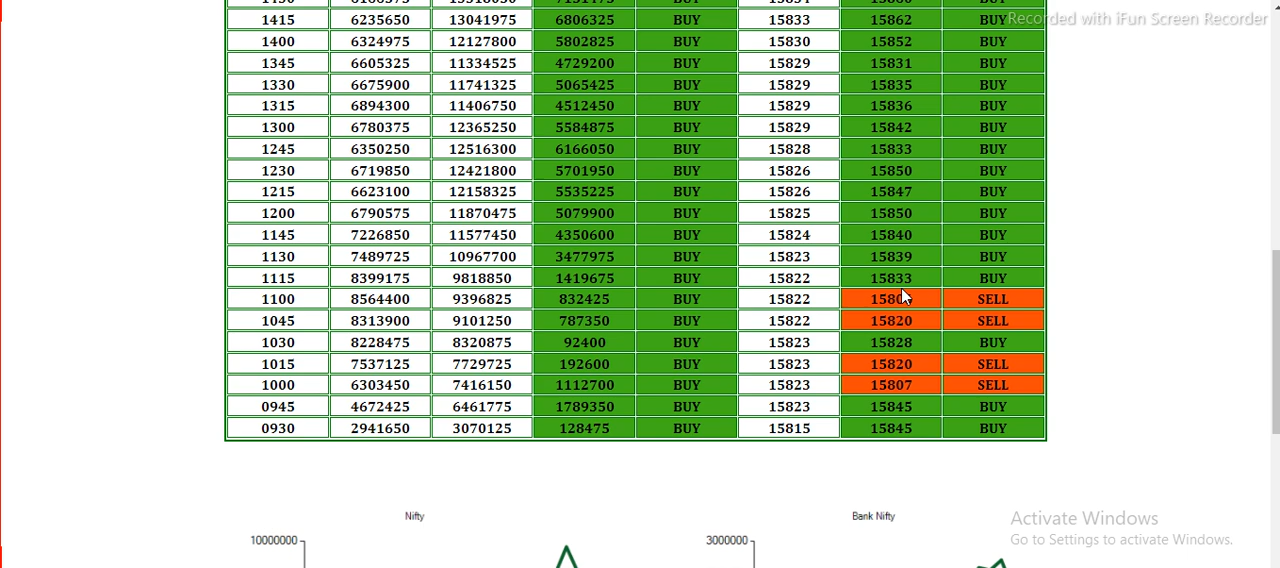 Recorded with iFun Screen Recorder
1415 6235650 13041975 6806325 BUY 15833 15862 BUY
1400 6324975 12127800 5802825 BUY 15830 15852 BUY
1345 6605325 11334525 4729200 BUY 15829 15831 BUY
1330 6675900 11741325 5065425 BUY 15829 15835 BUY
1315 6894300 11406750 4512450 BUY 15829 15836 BUY
1300 6780375 12365250 5584875 BUY 15829 15842 BUY
1245 6350250 12516300 6166050 BUY 15828 15833 BUY
1230 6719850 12421800 5701950 BUY 15826 15850 BUY
1215 6623100 12158325 5535225 BUY 15826 15847 BUY
1200 6790575 11870475 5079900 BUY 15825 15850 BUY
1145 7226850 11577450 4350600 BUY 15824 15840 BUY
1130 7489725 10967700 3477975 BUY 15823 15839 BUY
1115 8399175 9818850 1419675 BUY 15822 15833 BUY
1100 8564400 9396825 832425 BUY 15822 SELL
1045 8313900 9101250 787350 BUY 15822 15820 SELL
1030 8228475 8320875 92400 BUY 15823 15828 BUY
1015 7537125 7729725 192600 BUY 15823 15820 SELL
1000 6303450 7416150 1112700 BUY 15823 15807 SELL
0945 4672425 6461775 1789350 BUY 15823 15845 BUY
0930 2941650 3070125 128475 BUY 15815 15845 BUY
Nifty
Bank Nifty
10000000
3000000
Activate Windows
Go to Settings to activate Windows.